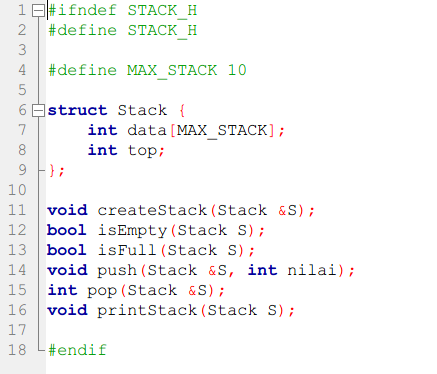 1 #ifndef STACK_H
2 #define STACK_H
3
4 #define MAX_STACK 10
5
6 struct Stack {
7     int data[MAX_STACK];
8     int top;
9 };
10
11 void createStack(Stack &S);
12 bool isEmpty(Stack S);
13 bool isFull(Stack S);
14 void push(Stack &S, int nilai);
15 int pop(Stack &S);
16 void printStack(Stack S);
17
18 #endif